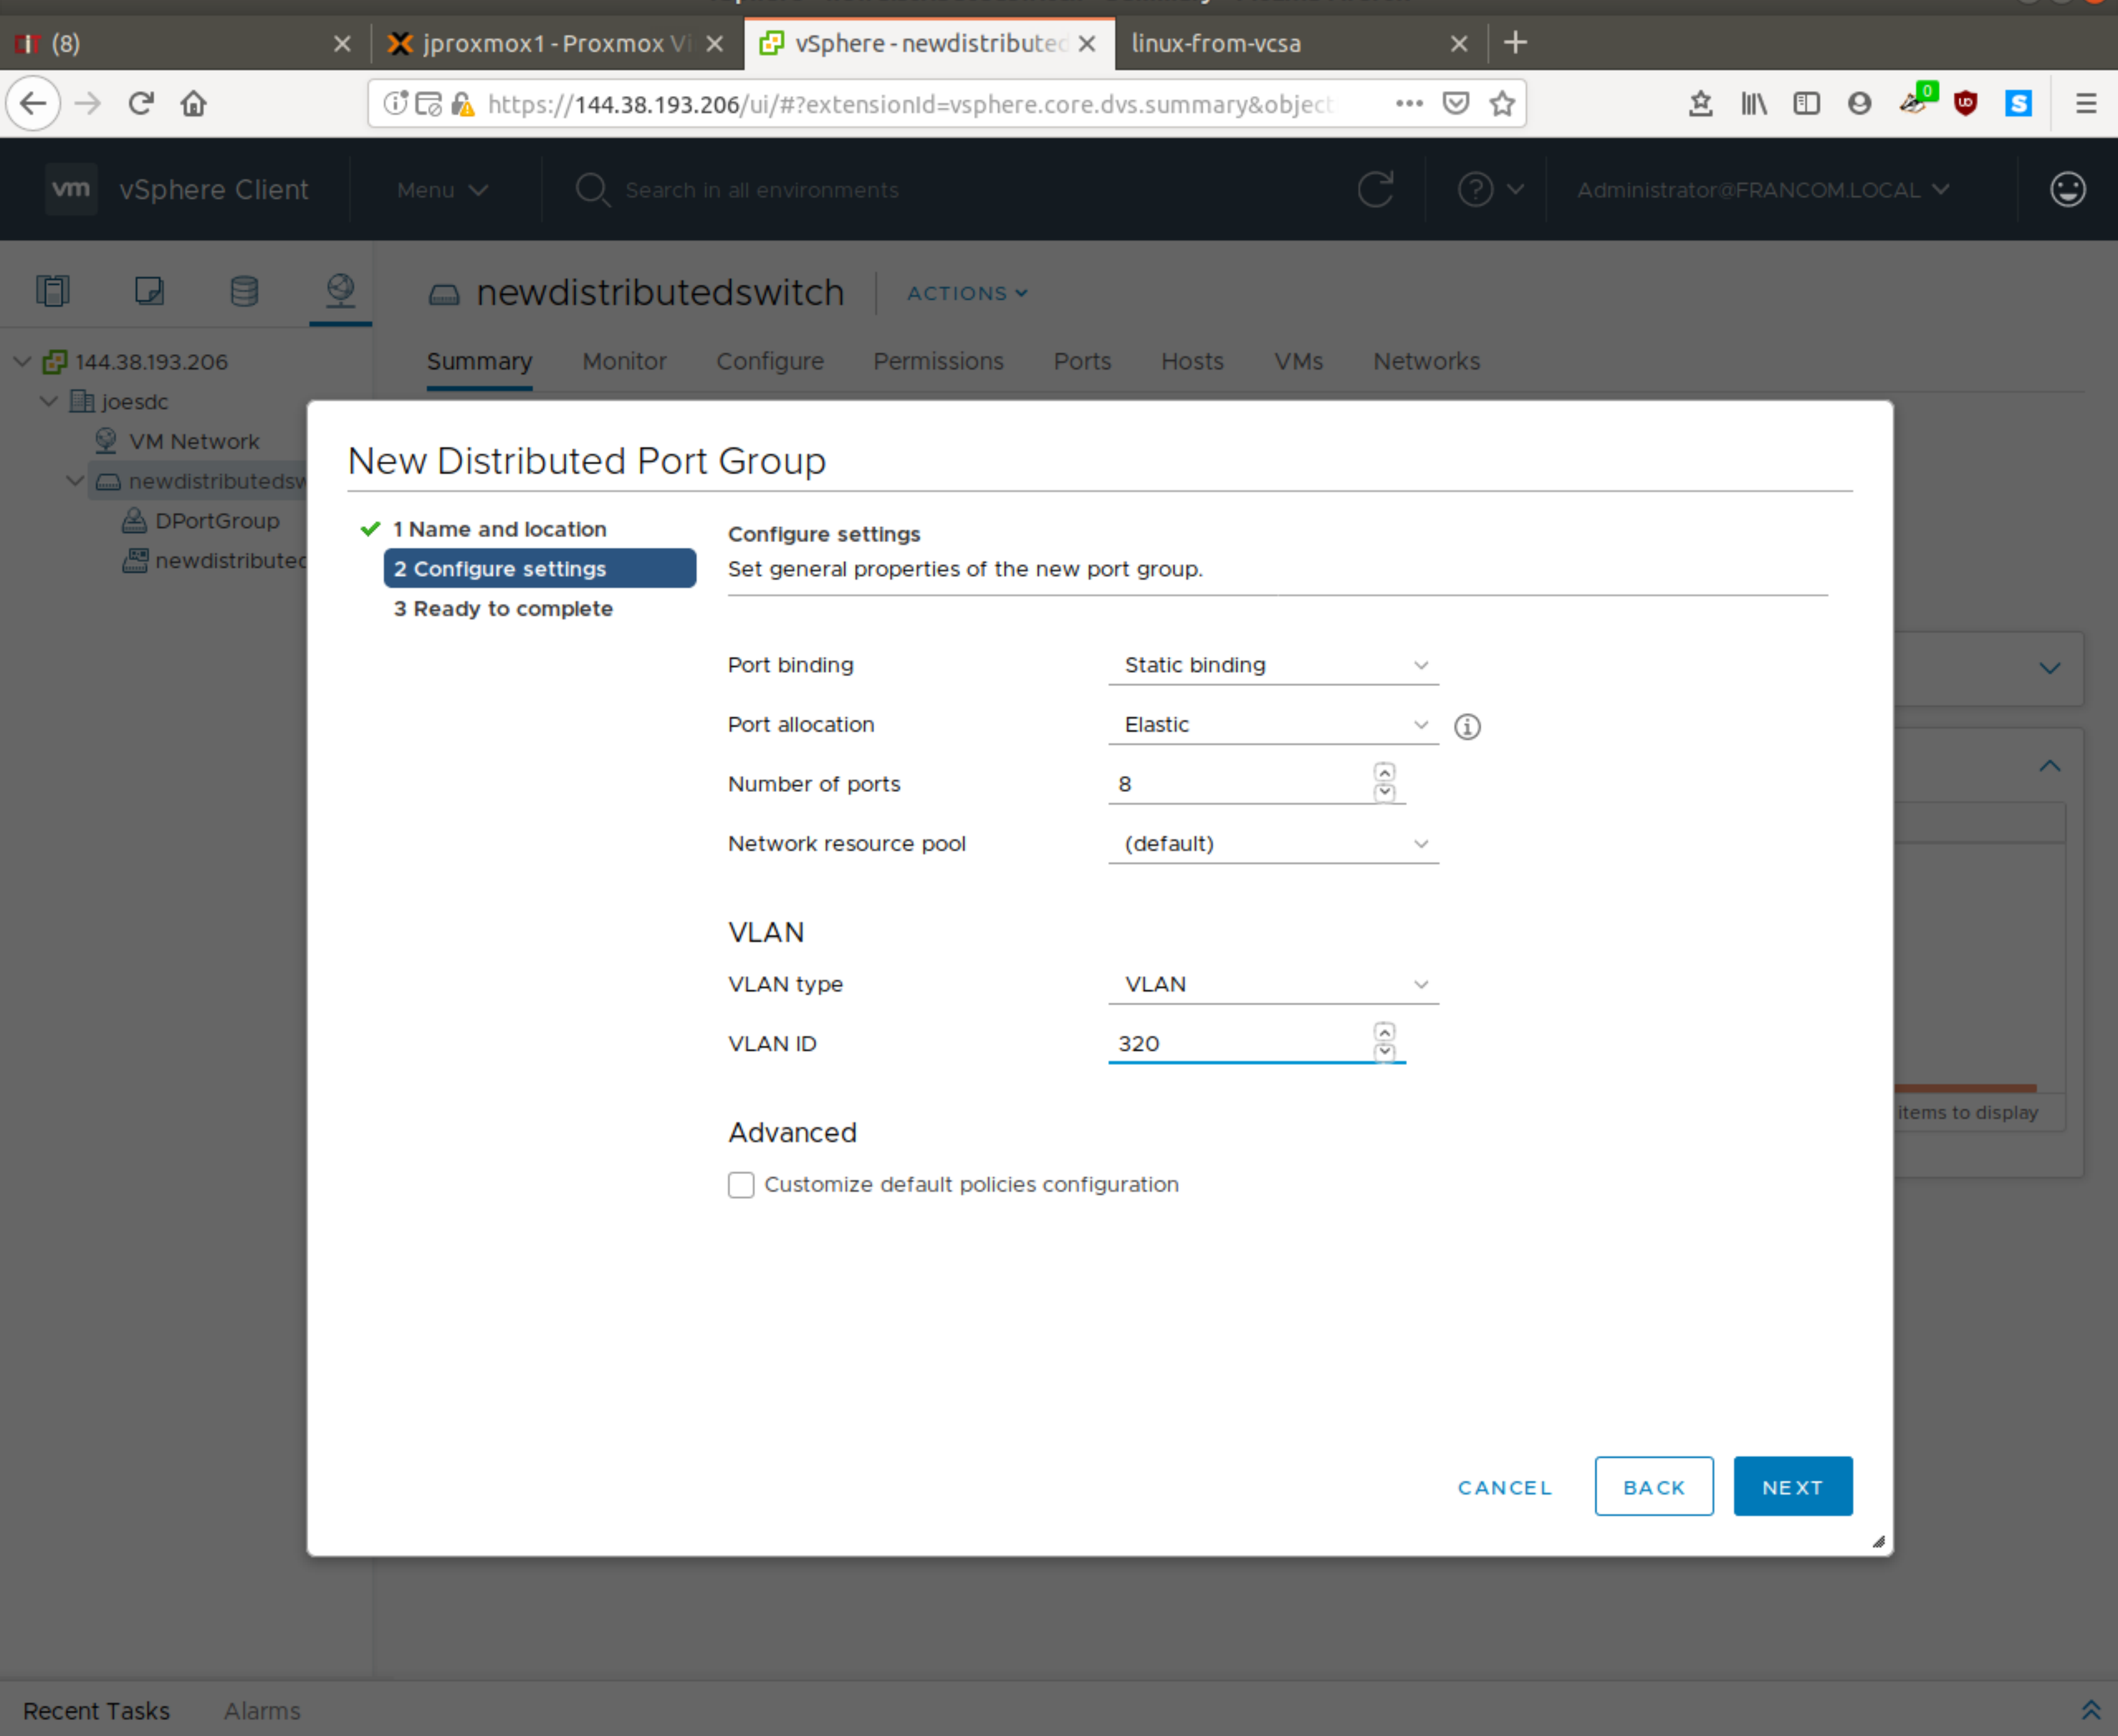 (8)
jproxmox1 - Proxmox Vi
vSphere - newdistributed
linux-from-vcsa
https://144.38.193.206/ui/#?extensionId=vsphere.core.dvs.summary&object
0
S
vm vSphere Client
Menu
Search in all environments
Administrator@FRANCOM.LOCAL
newdistributedswitch
ACTIONS
144.38.193.206
Summary Monitor Configure Permissions Ports Hosts VMs Networks
joesdc
VM Network
newdistributedsw
DPortGroup
newdistributed
New Distributed Port Group
1 Name and location
2 Configure settings
3 Ready to complete
Configure settings
Set general properties of the new port group.
Port binding Static binding
Port allocation Elastic
Number of ports 8
Network resource pool (default)
VLAN
VLAN type VLAN
VLAN ID 320
Advanced
Customize default policies configuration
items to display
CANCEL BACK NEXT
Recent Tasks Alarms